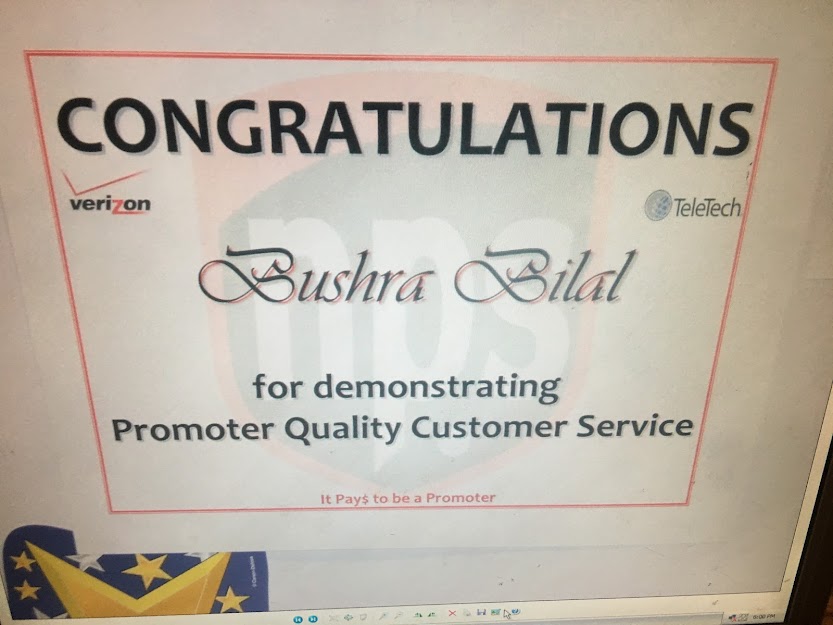 CONGRATULATIONS
verizon
TeleTech
nps
Bushra Bilal
for demonstrating
Promoter Quality Customer Service
It Pay$ to be a Promoter